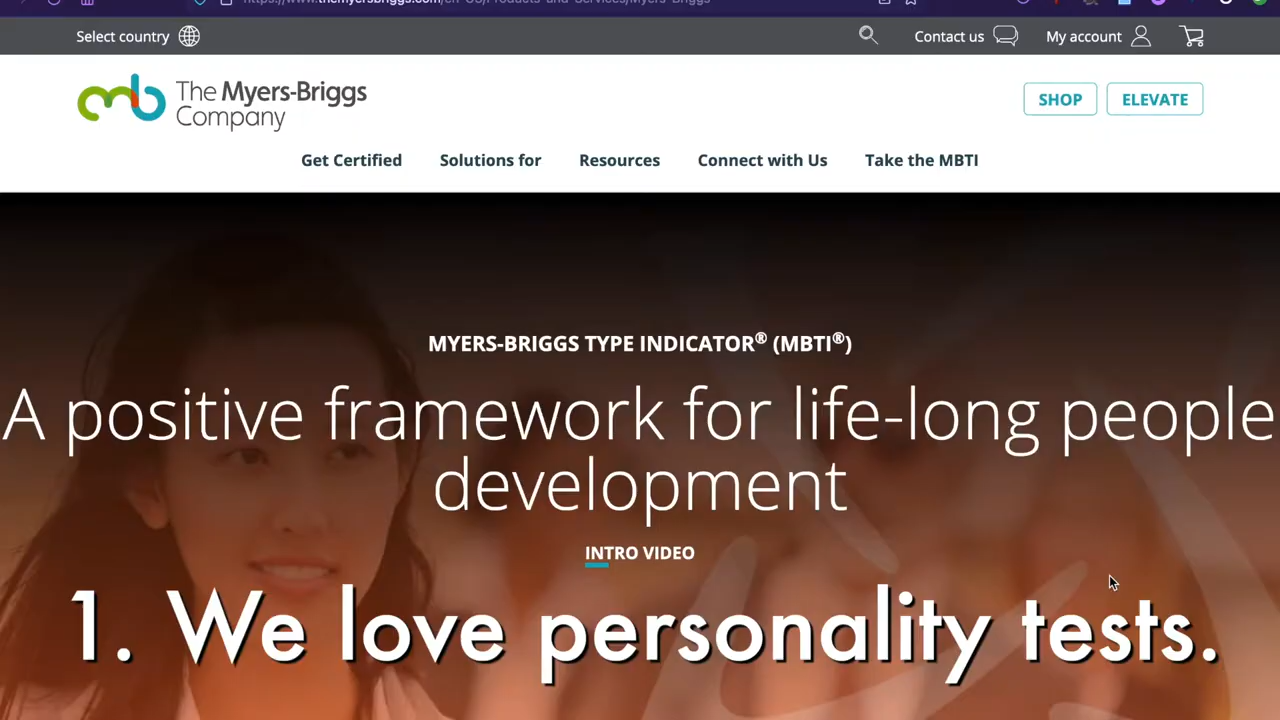 Select country
Contact us
My account
The Myers-Briggs
Company
SHOP
ELEVATE
Get Certified
Solutions for
Resources
Connect with Us
Take the MBTI
MYERS-BRIGGS TYPE INDICATOR® (MBTI®)
A positive framework for life-long people
development
INTRO VIDEO
1. We love personality tests.